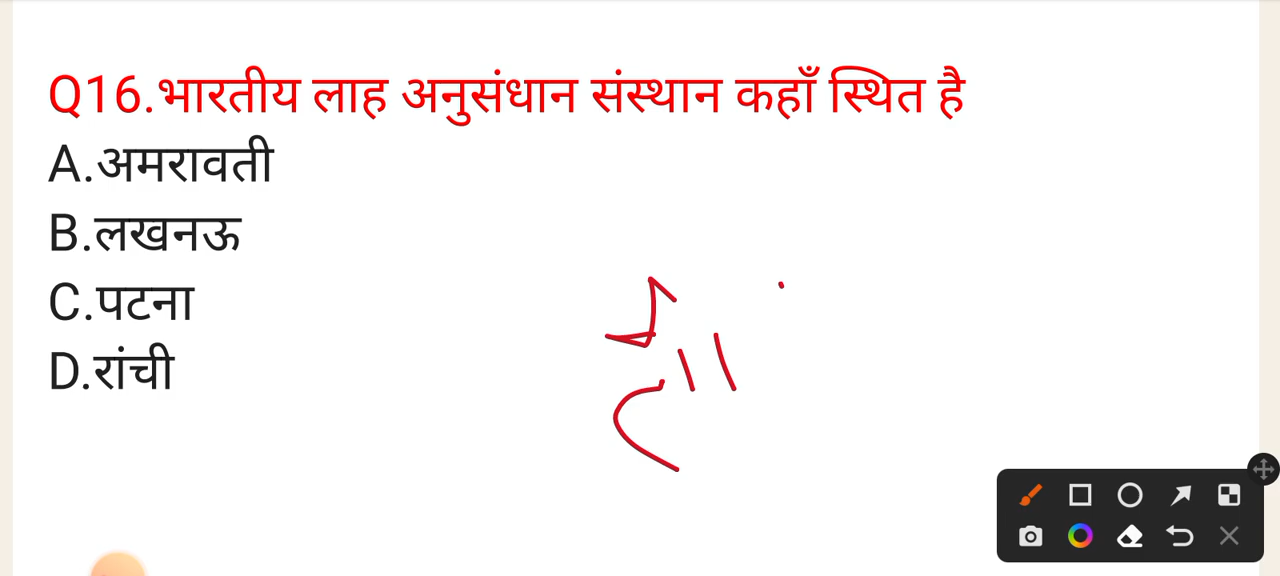 Q16.भारतीय लाह अनुसंधान संस्थान कहाँ स्थित है
A.अमरावती
B.लखनऊ
C.पटना
D.रांची